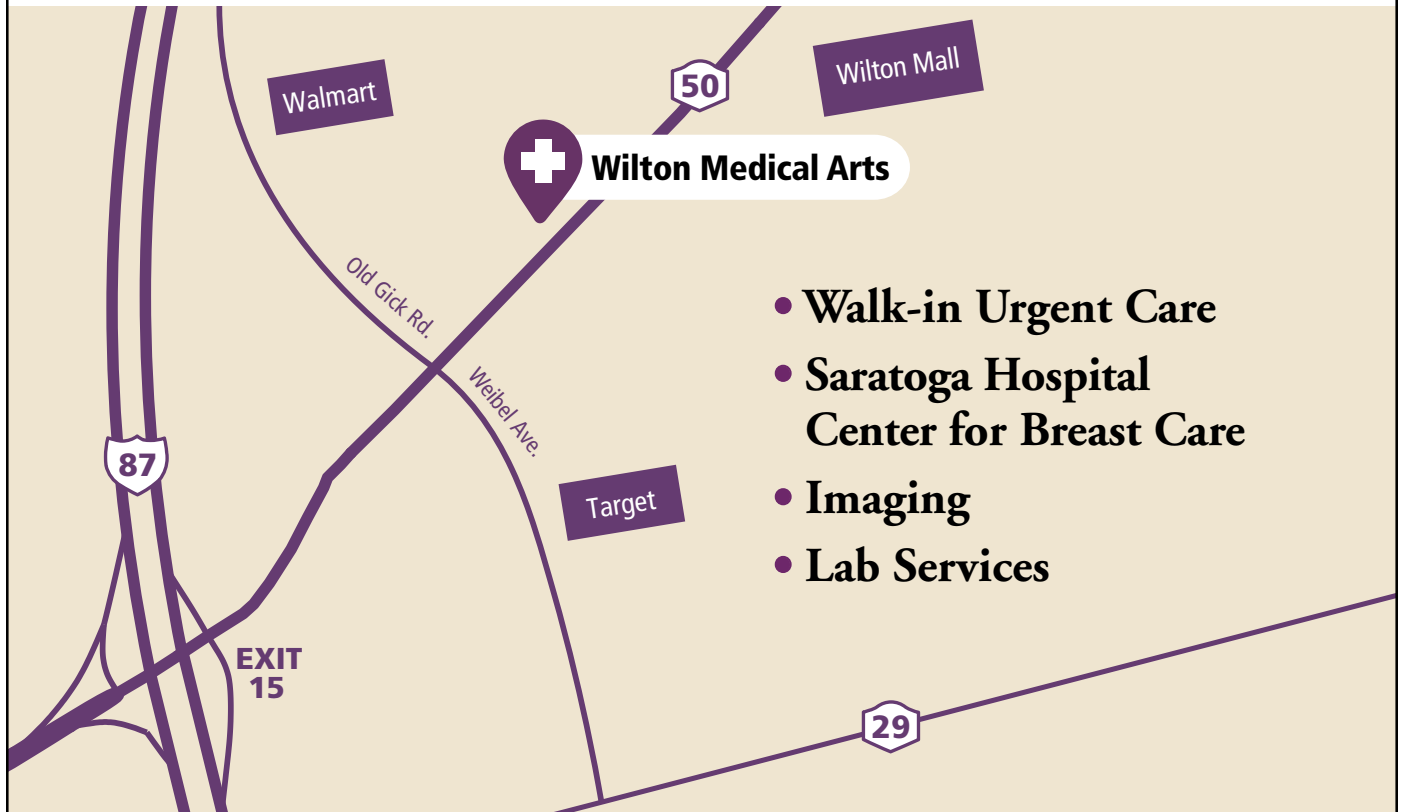 Walmart
50
Wilton Mall
Wilton Medical Arts
Old Gick Rd.
Weibel Ave.
87
Target
EXIT
15
29
• Walk-in Urgent Care
• Saratoga Hospital
Center for Breast Care
• Imaging
• Lab Services